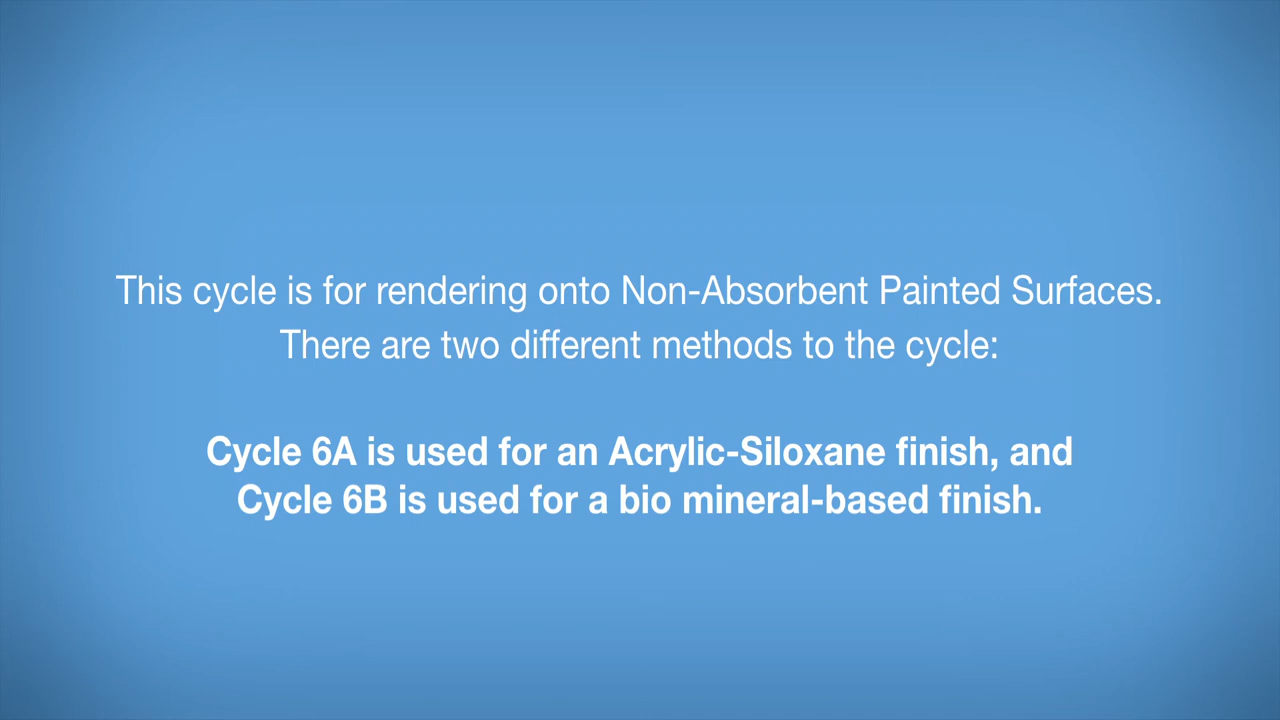 This cycle is for rendering onto Non-Absorbent Painted Surfaces.
There are two different methods to the cycle:
Cycle 6A is used for an Acrylic-Siloxane finish, and
Cycle 6B is used for a bio mineral-based finish.